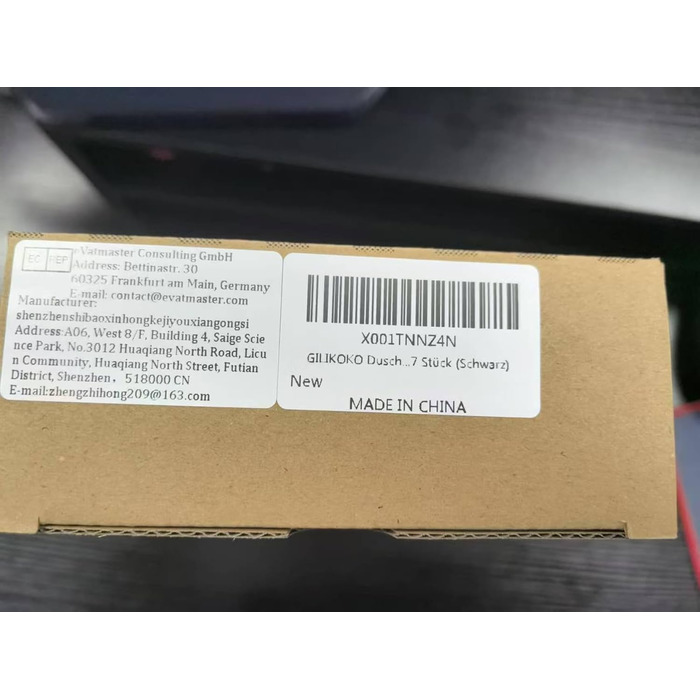 EC REP
eVatmaster Consulting GmbH
Address: Bettinastr. 30
60325 Frankfurt am Main, Germany
E-mail: contact@evatmaster.com
Manufacturer:
shenzhenshibaoxinhongkejiyouxiangongsi
Address:A06, West 8/F, Building 4, Saige Scie
nce Park, No.3012 Huaqiang North Road, Licu
n Community, Huaqiang North Street, Futian
District, Shenzhen，518000 CN
E-mail:zhengzhihong209@163.com
X001TNNZ4N
GILIKOKO Dusch...7 Stück (Schwarz)
New
MADE IN CHINA